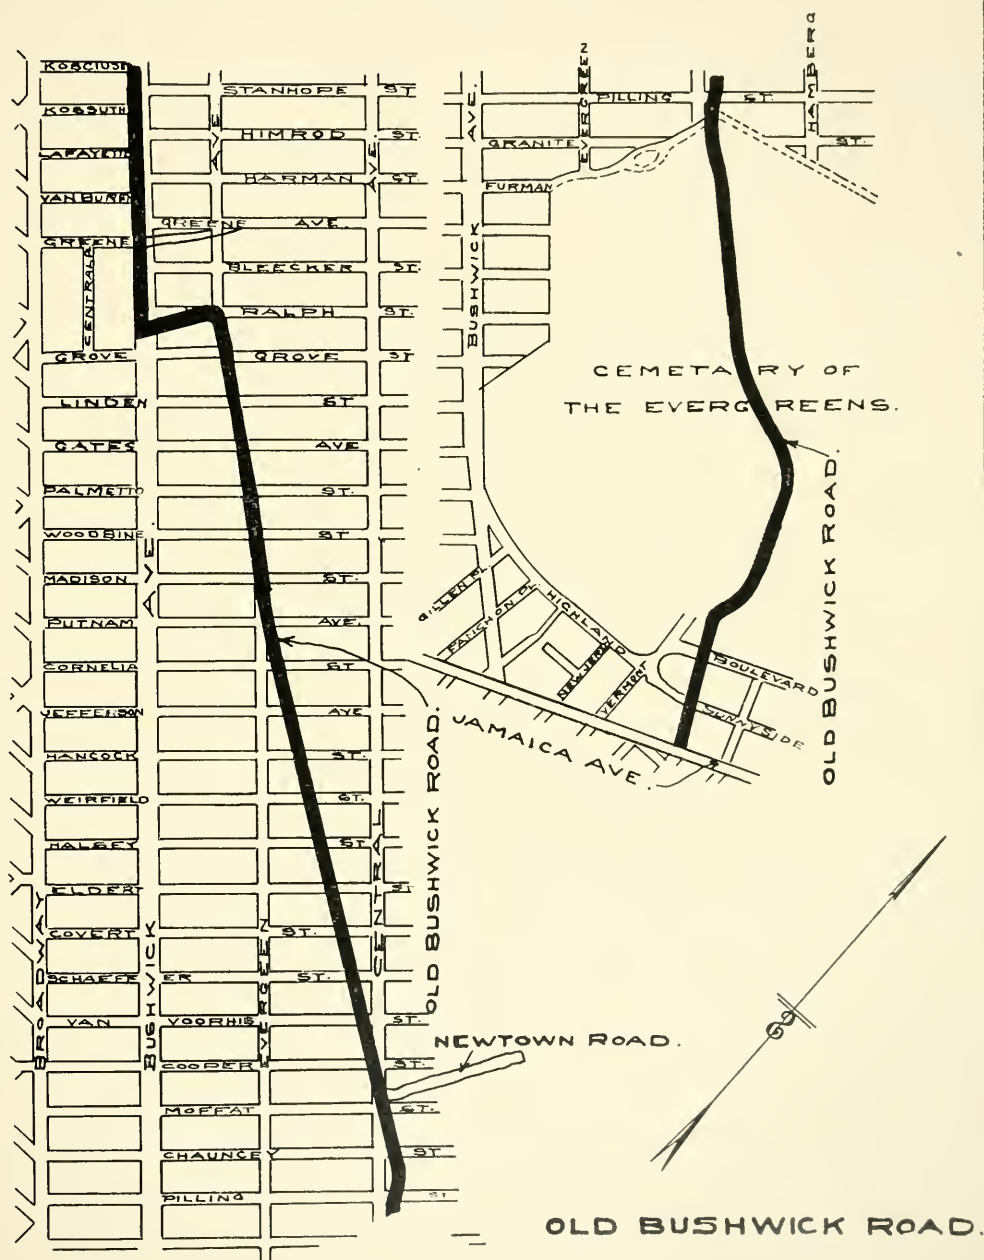 KOSCIUSK
KOSSUTH
LAFAYETTE
VAN BUREN
GREENE
CENTRAL P
GROVE
LINDEN
GATES
PALMETTO
WOODBINE
MADISON
PUTNAM
CORNELIA
JEFFERSON
HANCOCK
WEIRFIELD
HALSEY
ELDERT
COVERT
SCHAEFFER
VAN VOORHIS
COOPER
MOFFAT
CHAUNCEY
PILLING
BROADWAY
BUSHWICK
AVE.
EVERGREEN
AVE
CENTRAL
AVE.
STANHOPE ST
HIMROD ST.
HARMAN ST.
GREENE AVE.
BLEECKER ST.
RALPH ST.
GROVE ST
ST
AVE
ST.
ST
ST.
AVE.
ST
AVE
ST.
ST.
ST
ST
ST.
ST.
ST.
ST.
ST.
ST
ST
OLD BUSHWICK ROAD.
NEWTOWN ROAD.
BUSHWICK AVE.
EVERGREEN
HAMBERG
PILLING ST.
GRANITE ST.
FURMAN
CEMETARY OF
THE EVERGREENS.
OLD BUSHWICK ROAD.
GILLEN PL
FANCHON PL
HIGHLAND
BOULEVARD
NEW JERSEY
VERMONT
SUNNYSIDE
JAMAICA AVE.
OLD BUSHWICK ROAD.